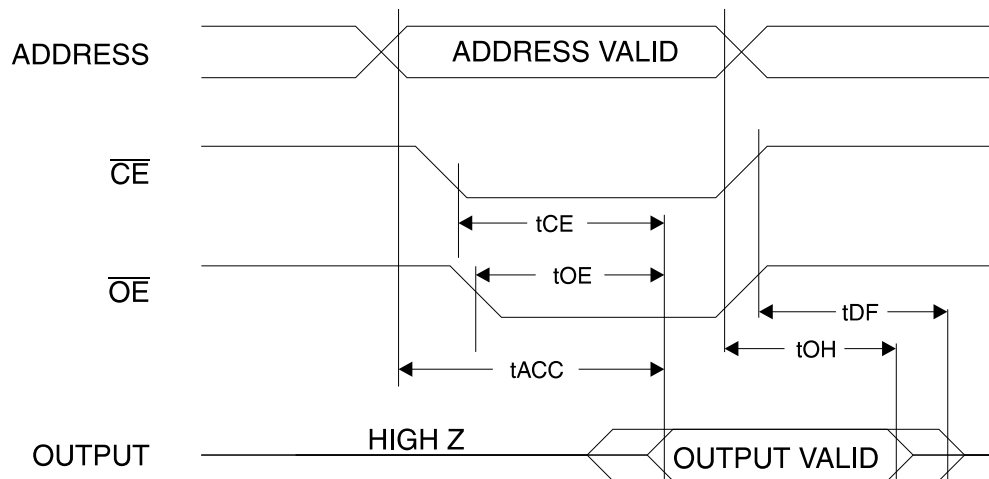 ADDRESS
ADDRESS VALID
CE
tCE
OE
tOE
tDF
tOH
tACC
OUTPUT
HIGH Z
OUTPUT VALID